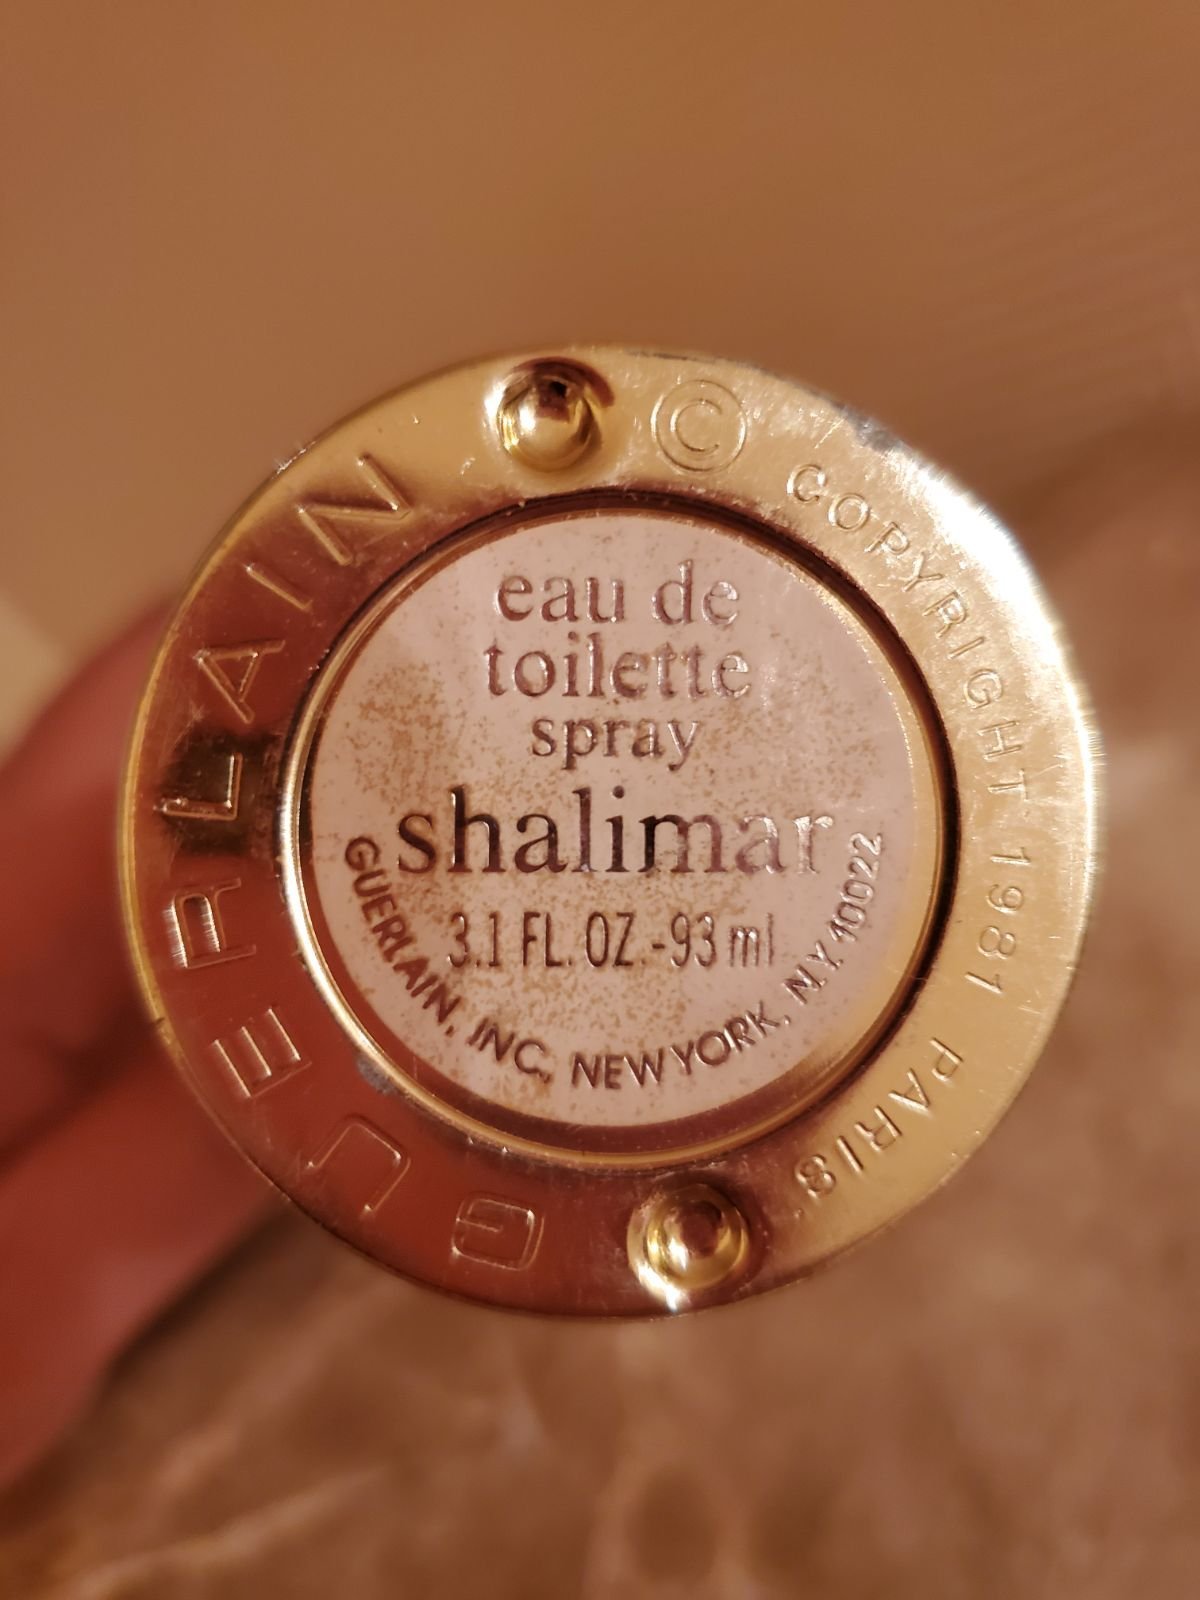 GUERLAIN
© COPYRIGHT 1981 PARIS
eau de
toilette
spray
shalimar
3.1 FL. OZ.-93 ml
GUERLAIN, INC, NEW YORK, N.Y. 10022